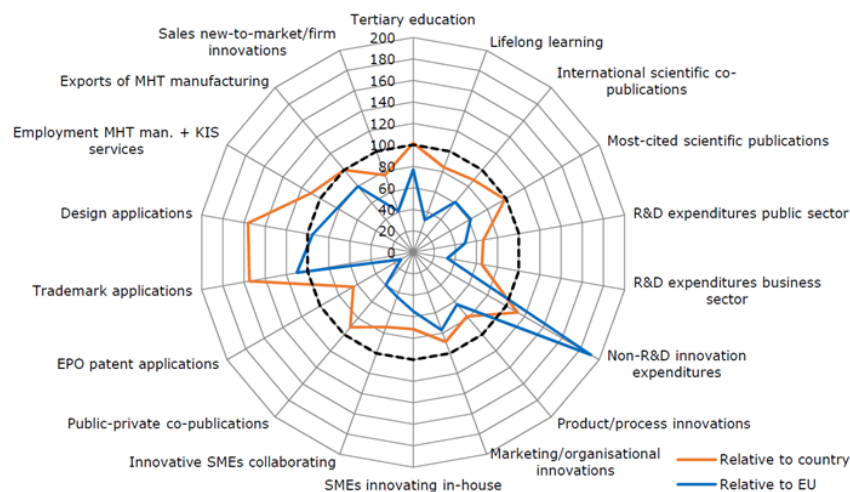 Tertiary education
Sales new-to-market/firm
innovations
Lifelong learning
Exports of MHT manufacturing
International scientific co-
publications
Employment MHT man. + KIS
services
Most-cited scientific publications
Design applications
R&D expenditures public sector
Trademark applications
R&D expenditures business
sector
EPO patent applications
Non-R&D innovation
expenditures
Public-private co-publications
Product/process innovations
Innovative SMEs collaborating
Marketing/organisational
innovations
SMEs innovating in-house
200
180
160
140
120
100
80
60
40
20
0
Relative to country
Relative to EU